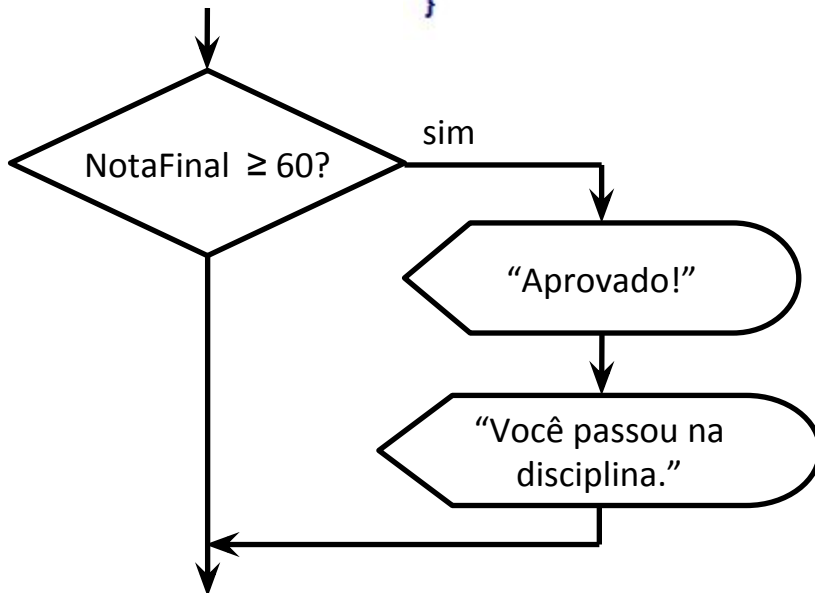 }
sim
NotaFinal ≥ 60?
“Aprovado!”
“Você passou na
disciplina.”